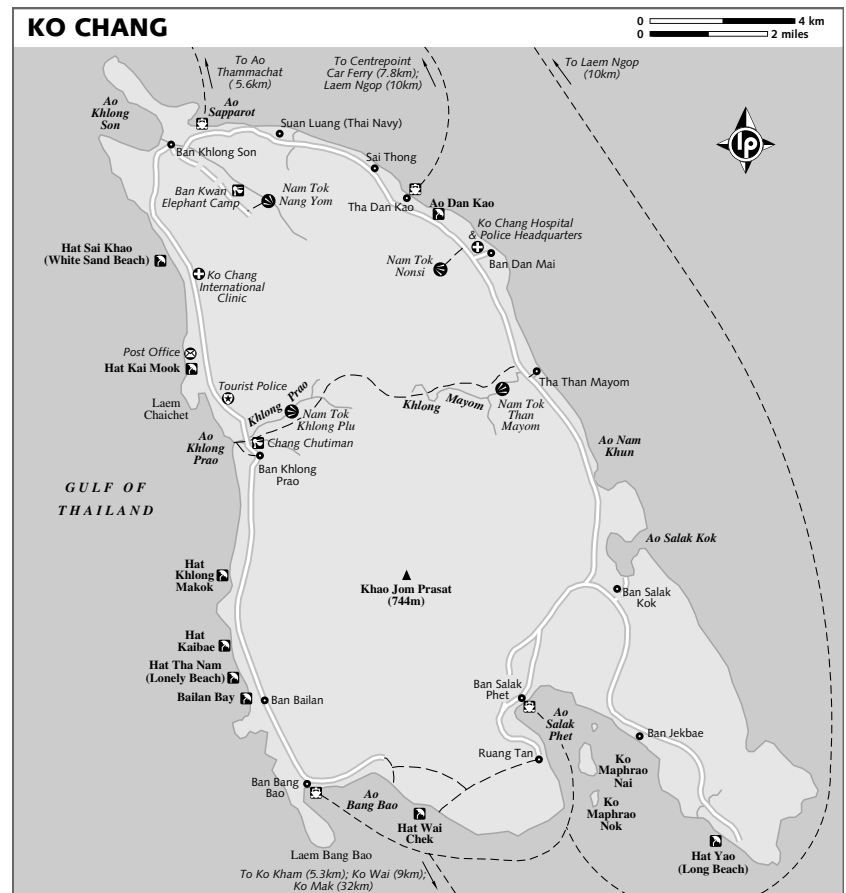 KO CHANG
0 4 km
0 2 miles
To Ao
Thammachat
( 5.6km)
To Centrepoint
Car Ferry (7.8km);
Laem Ngop (10km)
To Laem Ngop
(10km)
Ao
Khlong
Son
Ao
Sapparot
Suan Luang (Thai Navy)
Ban Khlong Son
Sai Thong
lp
Ban Kwan
Elephant Camp
Nam Tok
Nang Yom
Tha Dan Kao
Ao Dan Kao
Ko Chang Hospital
& Police Headquarters
Hat Sai Khao
(White Sand Beach)
Nam Tok
Nonsi
Ban Dan Mai
Ko Chang
International
Clinic
Post Office
Hat Kai Mook
Tourist Police
Tha Than Mayom
Laem
Chaichet
Khlong Prao
Nam Tok
Khlong Plu
Khlong Mayom
Nam Tok
Than
Mayom
Ao
Khlong
Prao
Chang Chutiman
Ban Khlong
Prao
Ao Nam
Khun
GULF OF
THAILAND
Ao Salak Kok
Hat
Khlong
Makok
Khao Jom Prasat
(744m)
Ban Salak
Kok
Hat
Kaibae
Hat Tha Nam
(Lonely Beach)
Bailan Bay
Ban Bailan
Ban Salak
Phet
Ao
Salak
Phet
Ban Jekbae
Ruang Tan
Ko
Maphrao
Nai
Ban Bang
Bao
Ao
Bang Bao
Ko
Maphrao
Nok
Hat Wai
Chek
Laem Bang Bao
Hat Yao
(Long Beach)
To Ko Kham (5.3km); Ko Wai (9km);
Ko Mak (32km)